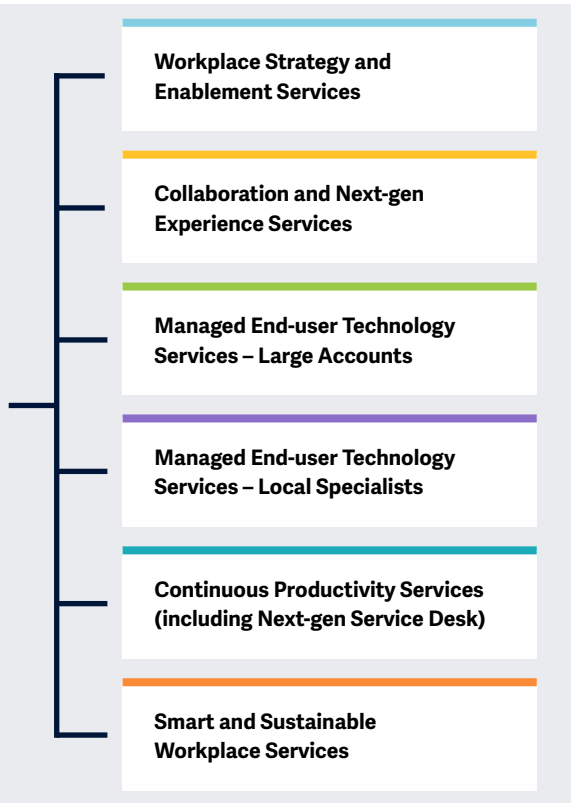 Workplace Strategy and
Enablement Services
Collaboration and Next-gen
Experience Services
Managed End-user Technology
Services – Large Accounts
Managed End-user Technology
Services – Local Specialists
Continuous Productivity Services
(including Next-gen Service Desk)
Smart and Sustainable
Workplace Services